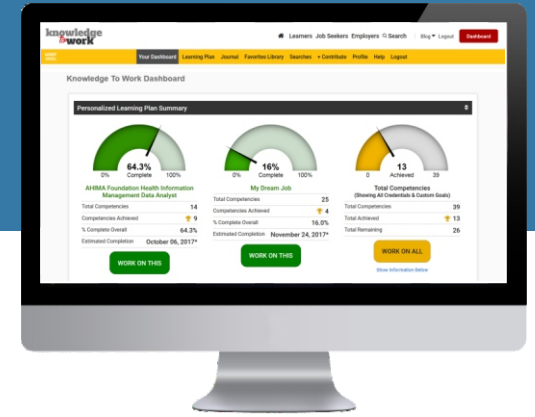 knowledge to work
Learners Job Seekers Employers Search Blog Logout Dashboard
Your Dashboard Learning Plan Journal Favorites Library Searches + Contribute Profile Help Logout
Knowledge To Work Dashboard
Personalized Learning Plan Summary
64.3%
0% Complete 100%
AHIMA Foundation Health Information
Management Data Analyst
Total Competencies 14
Competencies Achieved 9
% Complete Overall 64.3%
Estimated Completion October 06, 2017*
WORK ON THIS
16%
0% Complete 100%
My Dream Job
Total Competencies 25
Competencies Achieved 4
% Complete Overall 16.0%
Estimated Completion November 24, 2017*
WORK ON THIS
13
0 Achieved 39
Total Competencies
(Showing All Credentials & Custom Goals)
Total Competencies 39
Total Achieved 13
Total Remaining 26
WORK ON ALL
Show Information Below